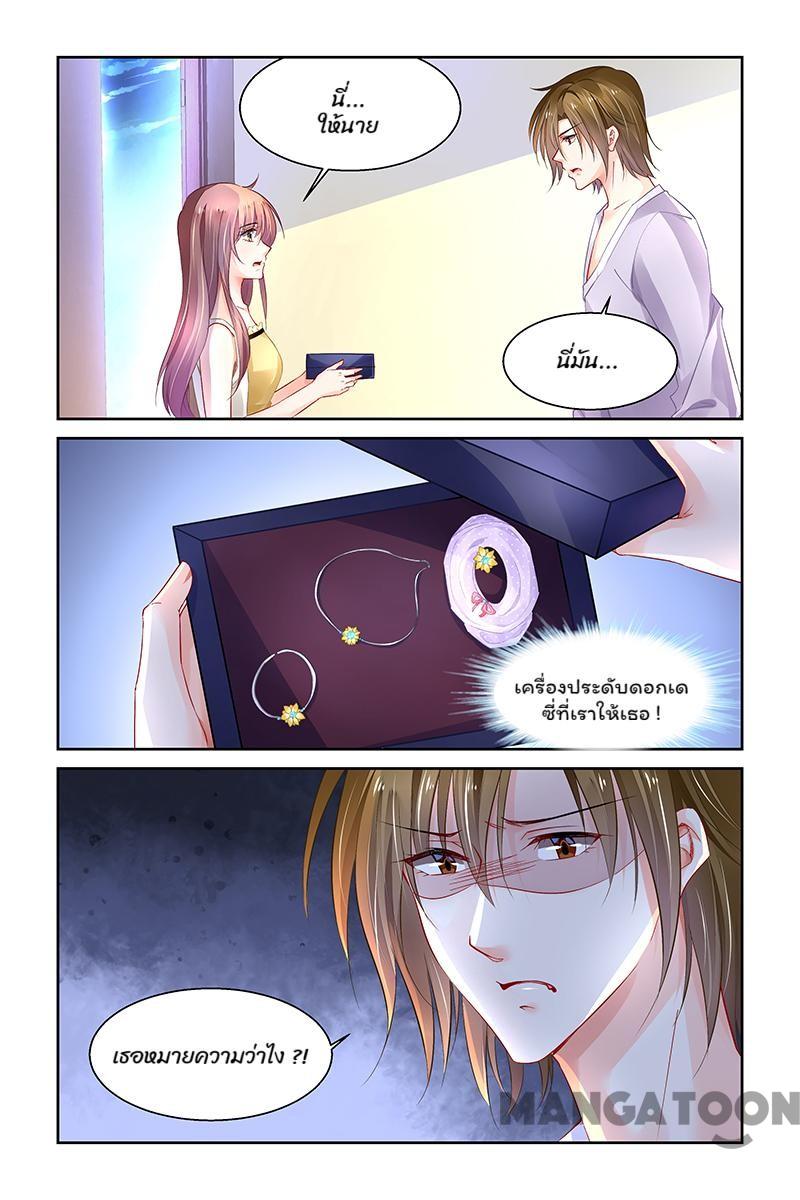 นี่...
ให้นาย
นี่มัน...
เครื่องประดับดอกเด
ซี่ที่เราให้เธอ !
เธอหมายความว่าไง ?!
MANGATOON